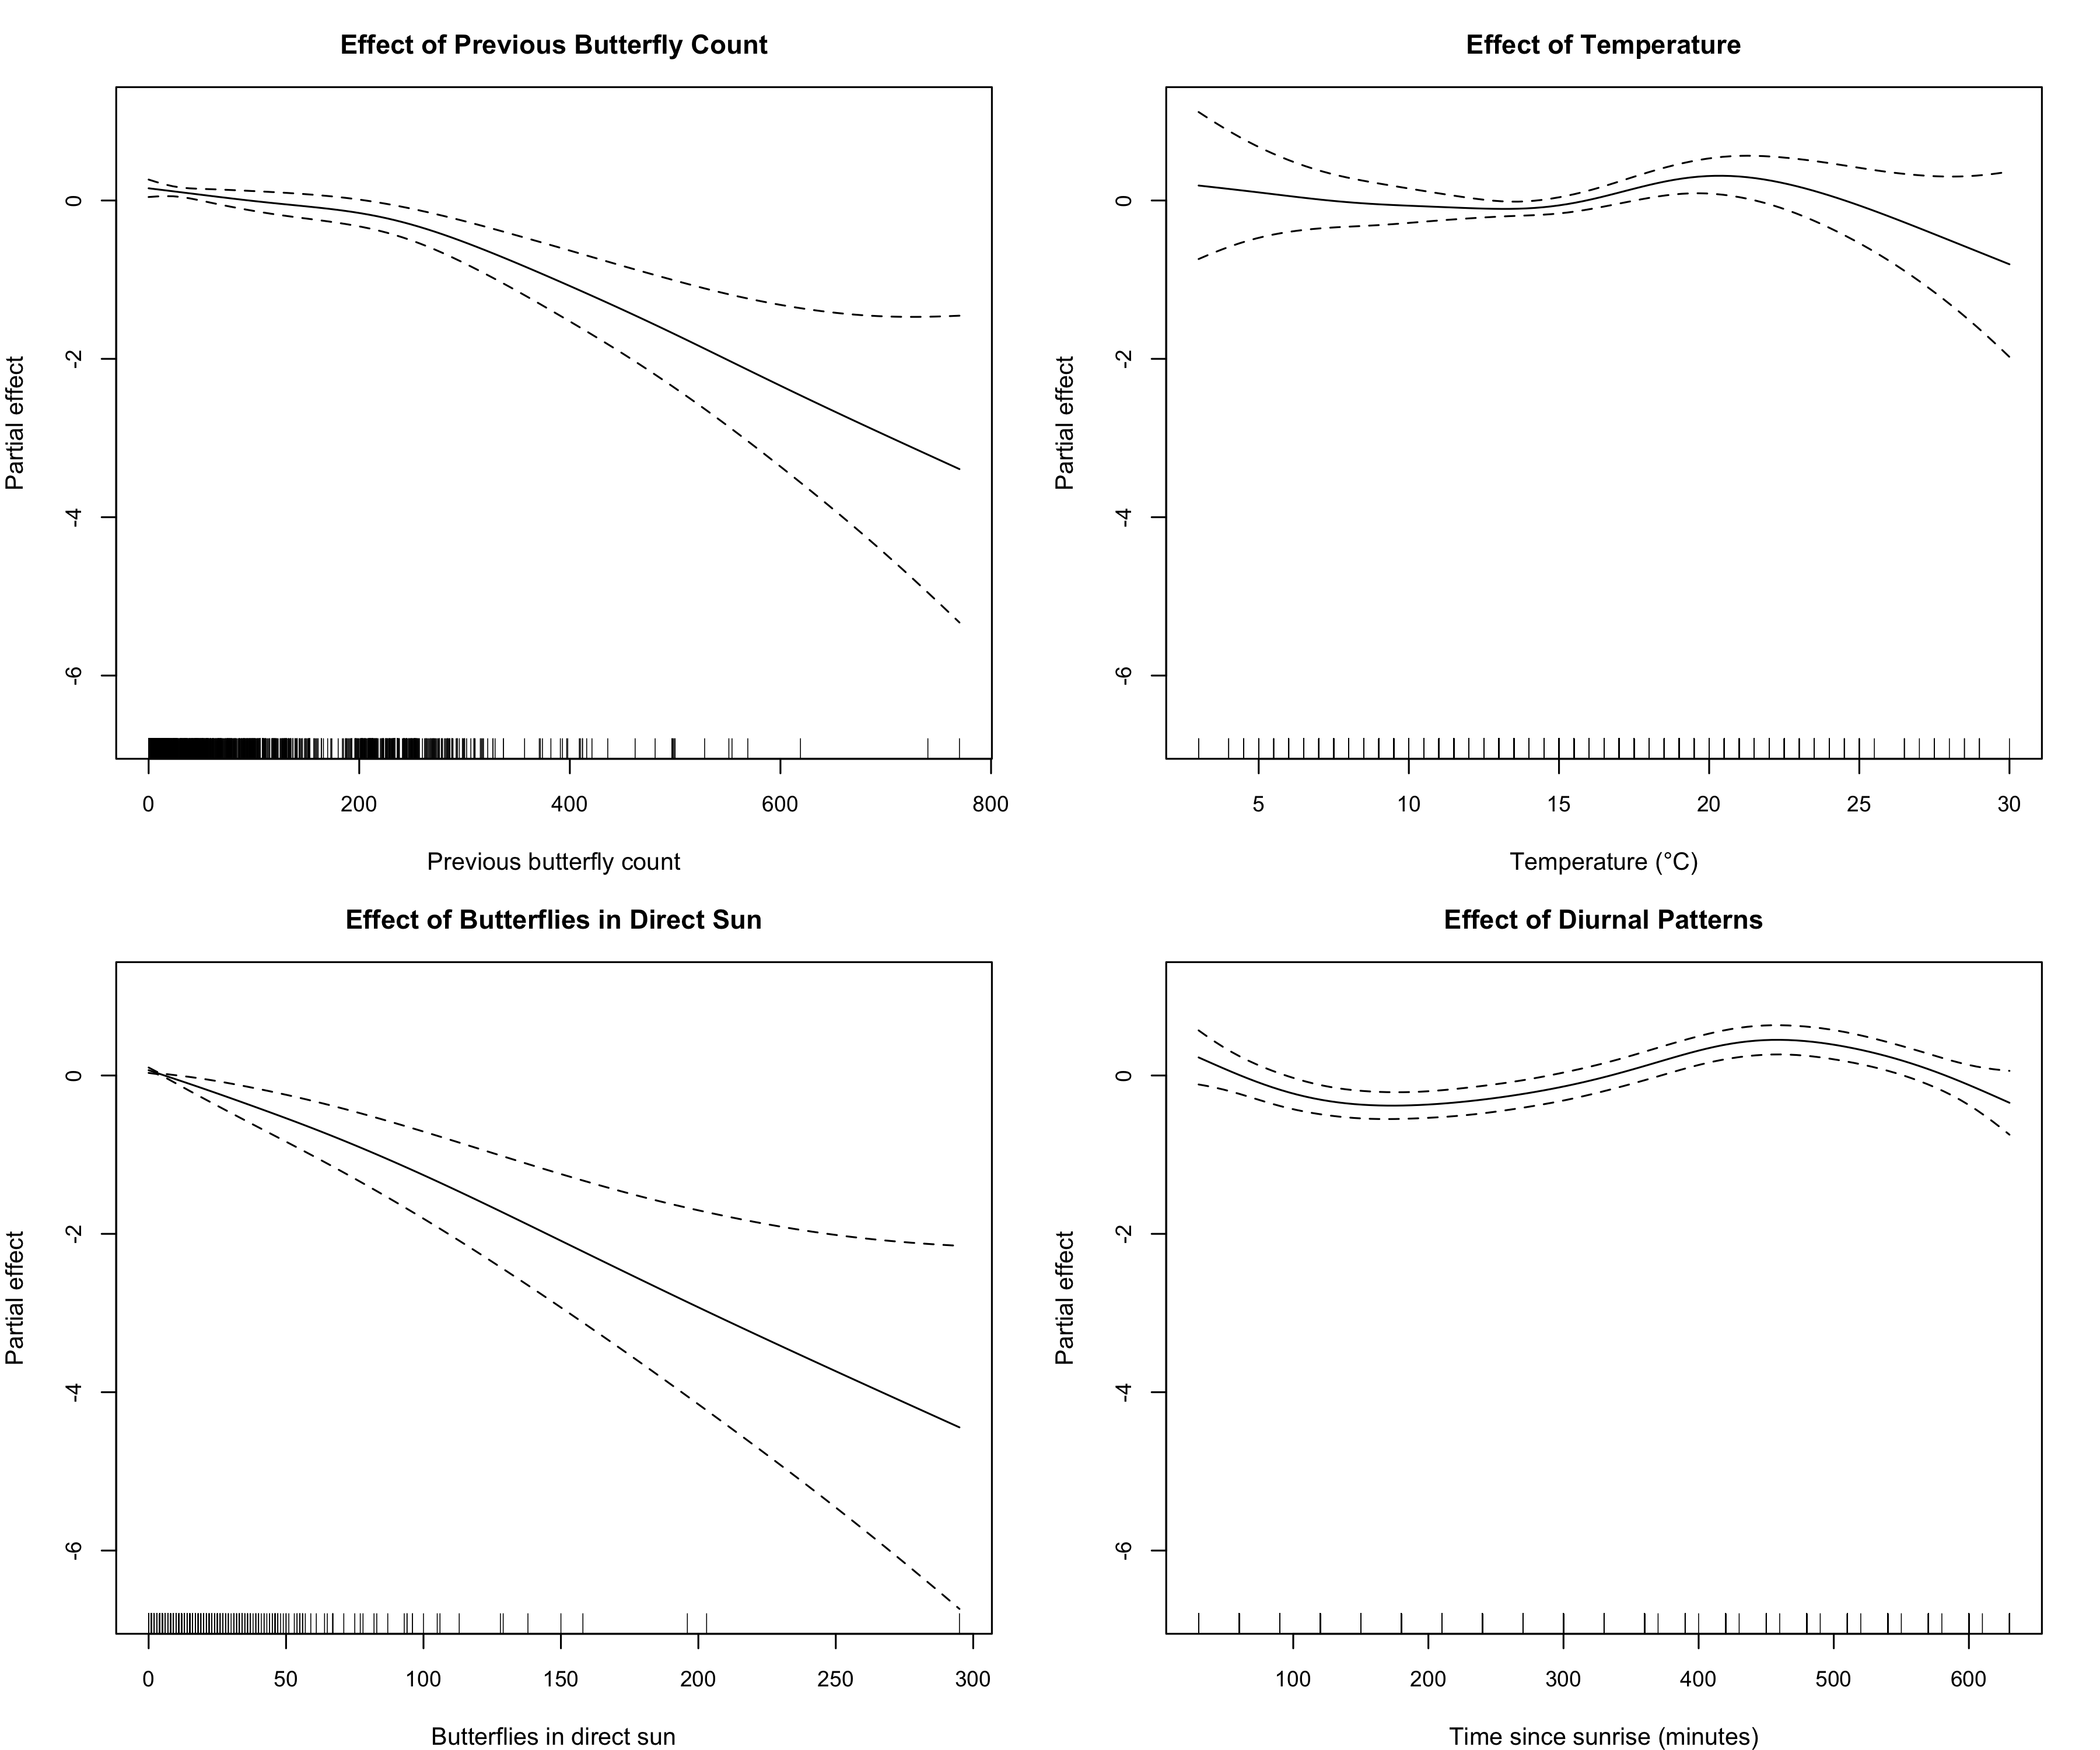 Effect of Previous Butterfly Count
Partial effect
0
-2
-4
-6
0 200 400 600 800
Previous butterfly count
Effect of Temperature
Partial effect
0
-2
-4
-6
5 10 15 20 25 30
Temperature (°C)
Effect of Butterflies in Direct Sun
Partial effect
0
-2
-4
-6
0 50 100 150 200 250 300
Butterflies in direct sun
Effect of Diurnal Patterns
Partial effect
0
-2
-4
-6
100 200 300 400 500 600
Time since sunrise (minutes)